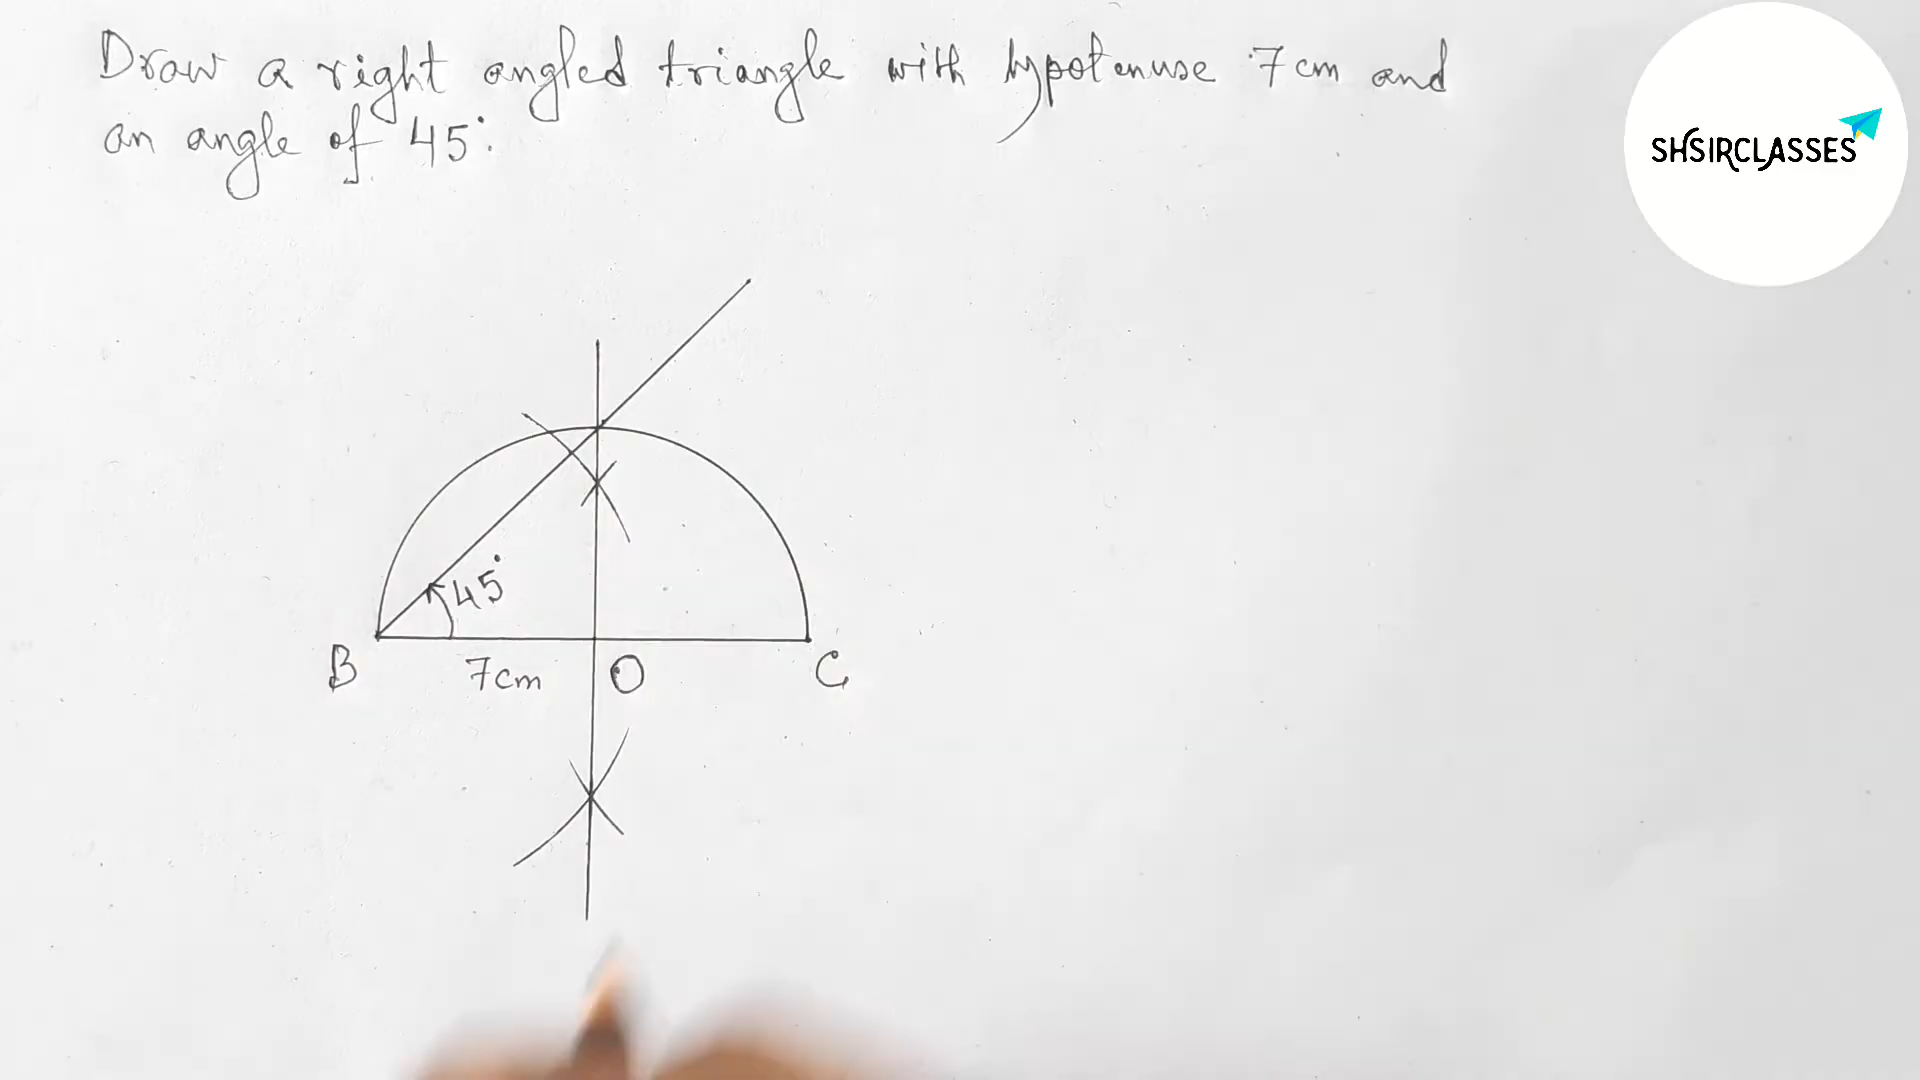 Draw a right angled triangle with hypotenuse 7cm and
an angle of 45°.
SHSIRCLASSES
45°
B 7cm O C